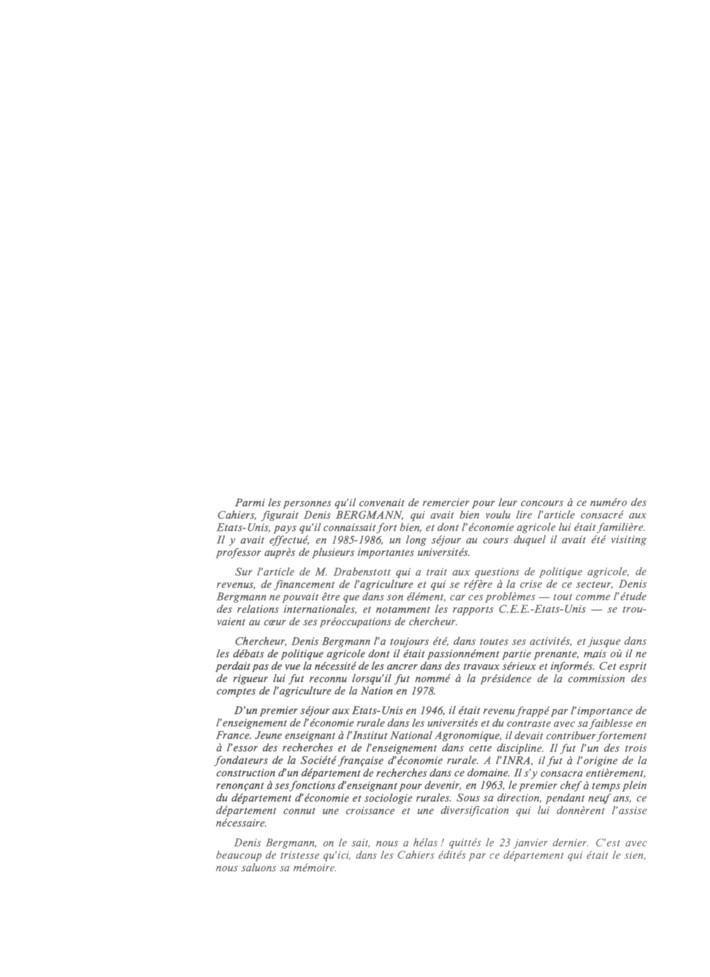 Parmi les personnes qu'il convenait de remercier pour leur concours à ce numéro des
Cahiers, figurait Denis BERGMANN, qui avait bien voulu lire l'article consacré aux
Etats-Unis, pays qu'il connaissait fort bien, et dont l'économie agricole lui était familière.
Il y avait effectué, en 1985-1986, un long séjour au cours duquel il avait été visiting
professor auprès de plusieurs importantes universités.
Sur l'article de M. Drabenstott qui a trait aux questions de politique agricole, de
revenus, de financement de l'agriculture et qui se réfère à la crise de ce secteur, Denis
Bergmann ne pouvait être que dans son élément, car ces problèmes — tout comme l'étude
des relations internationales, et notamment les rapports C.E.E.-Etats-Unis — se trou-
vaient au cœur de ses préoccupations de chercheur.
Chercheur, Denis Bergmann l'a toujours été, dans toutes ses activités, et jusque dans
les débats de politique agricole dont il était passionnément partie prenante, mais où il ne
perdait pas de vue la nécessité de les ancrer dans des travaux sérieux et informés. Cet esprit
de rigueur lui fut reconnu lorsqu'il fut nommé à la présidence de la commission des
comptes de l'agriculture de la Nation en 1978.
D'un premier séjour aux Etats-Unis en 1946, il était revenu frappé par l'importance de
l'enseignement de l'économie rurale dans les universités et du contraste avec sa faiblesse en
France. Jeune enseignant à l'Institut National Agronomique, il devait contribuer fortement
à l'essor des recherches et de l'enseignement dans cette discipline. Il fut l'un des trois
fondateurs de la Société française d'économie rurale. A l'INRA, il fut à l'origine de la
construction d'un département de recherches dans ce domaine. Il s'y consacra entièrement,
renonçant à ses fonctions d'enseignant pour devenir, en 1963, le premier chef à temps plein
du département d'économie et sociologie rurales. Sous sa direction, pendant neuf ans, ce
département connut une croissance et une diversification qui lui donnèrent l'assise
nécessaire.
Denis Bergmann, on le sait, nous a hélas ! quittés le 23 janvier dernier. C'est avec
beaucoup de tristesse qu'ici, dans les Cahiers édités par ce département qui était le sien,
nous saluons sa mémoire.